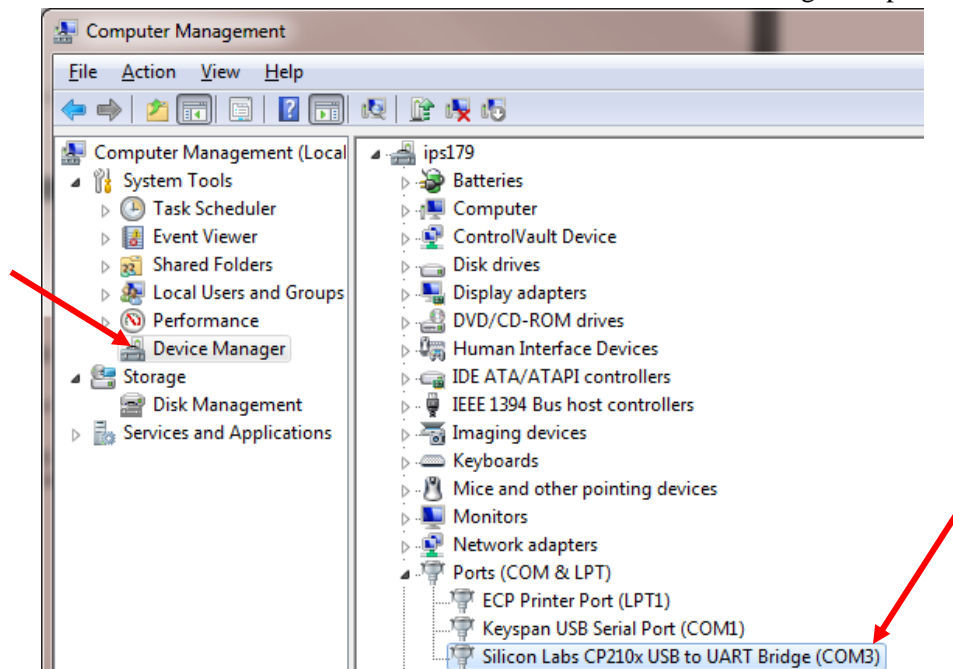 Computer Management
File Action View Help
Computer Management (Local
System Tools
Task Scheduler
Event Viewer
Shared Folders
Local Users and Groups
Performance
Device Manager
Storage
Disk Management
Services and Applications
ips179
Batteries
Computer
ControlVault Device
Disk drives
Display adapters
DVD/CD-ROM drives
Human Interface Devices
IDE ATA/ATAPI controllers
IEEE 1394 Bus host controllers
Imaging devices
Keyboards
Mice and other pointing devices
Monitors
Network adapters
Ports (COM & LPT)
ECP Printer Port (LPT1)
Keyspan USB Serial Port (COM1)
Silicon Labs CP210x USB to UART Bridge (COM3)